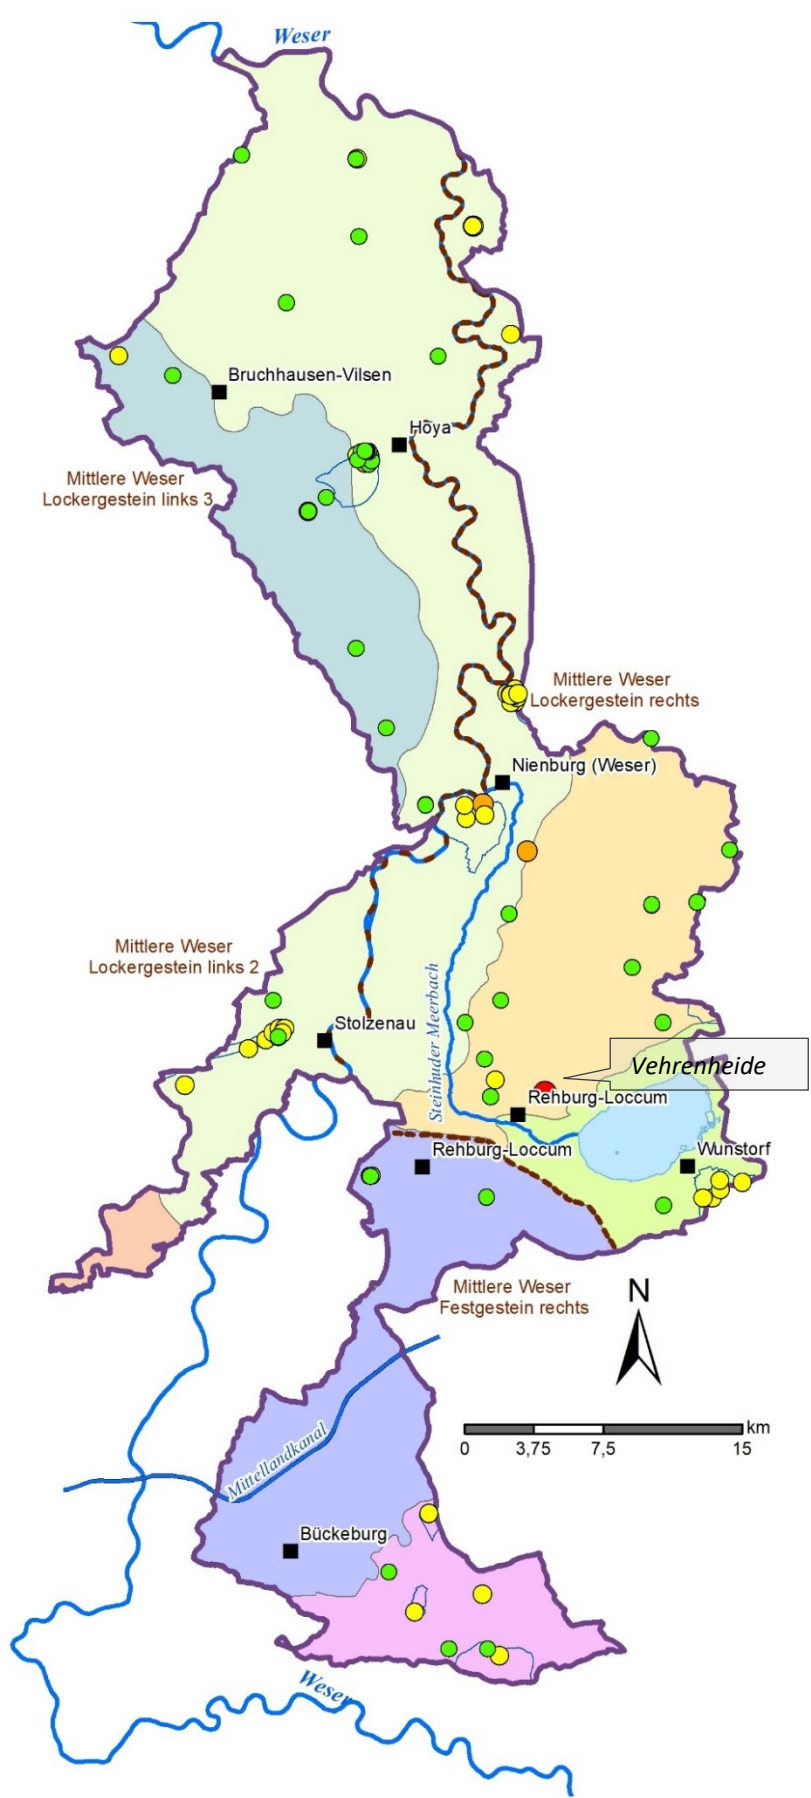 Weser
Bruchhausen-Vilsen
Hoya
Mittlere Weser
Lockergestein links 3
Mittlere Weser
Lockergestein rechts
Nienburg (Weser)
Mittlere Weser
Lockergestein links 2
Steinhuder Meerbach
Stolzenau
Vehrenheide
Rehburg-Loccum
Rehburg-Loccum
Wunstorf
Mittlere Weser
Festgestein rechts
N
km
0 3,75 7,5 15
Mittellandkanal
Bückeburg
Weser